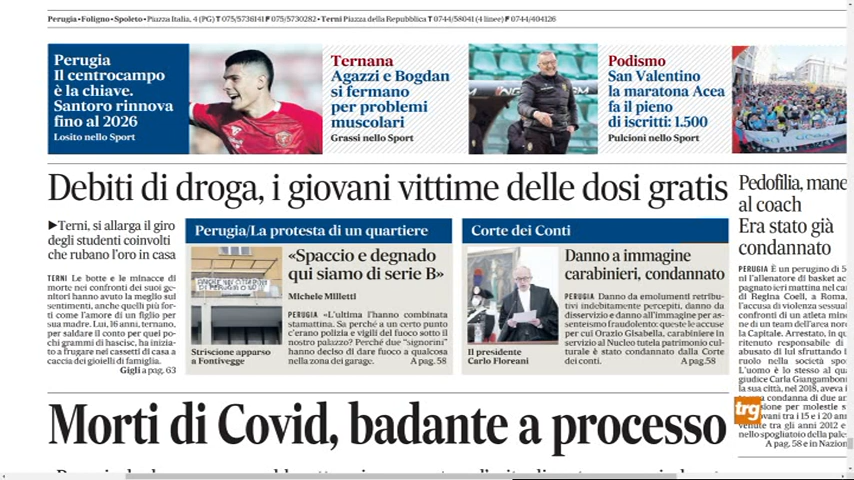 Perugia•Foligno•Spoleto•Piazza Italia, 4 (PG) T 075/5736141 F 075/5730282 • Terni Piazza della Repubblica T 0744/58041 (4 linee) F 0744/404126
Perugia
Il centrocampo
è la chiave.
Santoro rinnova
fino al 2026
Losito nello Sport
Ternana
Agazzi e Bogdan
si fermano
per problemi
muscolari
Grassi nello Sport
Podismo
San Valentino
la maratona Acea
fa il pieno
di iscritti: 1.500
Pulcioni nello Sport
Debiti di droga, i giovani vittime delle dosi gratis
▶Terni, si allarga il giro
degli studenti coinvolti
che rubano l'oro in casa
TERNI Le botte e le minacce di
morte nei confronti dei suoi ge-
nitori hanno avuto la meglio sul
sentimento, anche quelli più for-
ti come l'amore di un figlio per
sua madre. Lui, 16 anni, ternano,
per saldare il conto per quei po-
chi grammi di hascisc, ha inizia-
to a frugare nei cassetti di casa a
caccia dei gioielli di famiglia.
Gigli a pag. 63
Perugia/La protesta di un quartiere
Striscione apparso
a Fontivegge
«Spaccio e degrado
qui siamo di serie B»
Michele Milletti
PERUGIA «L'ultima l'hanno combinata
stamattina. Sa perché a un certo punto
c'erano polizia e vigili del fuoco sotto il
nostro palazzo? Perché due "signorini"
hanno deciso di dare fuoco a qualcosa
nella zona dei garage.
A pag. 58
Corte dei Conti
Il presidente
Carlo Floreani
Danno a immagine
carabinieri, condannato
PERUGIA Danno da emolumenti retribu-
tivi indebitamente percepiti, danno da
disservizio e danno all'immagine per as-
senteismo fraudolento: queste le accuse
per cui Orazio Gisabella, carabiniere in
servizio al Nucleo tutela patrimonio cul-
turale è stato condannato dalla Corte
dei conti.
A pag.58
Pedofilia, mane
al coach
Era stato già
condannato
PERUGIA È un perugino di 5
ni l'allenatore di basket ac
pagnato ieri mattina nel car
di Regina Coeli, a Roma,
l'accusa di violenza sessual
confronti di un atleta mino
ne di un team dell'area nor
la Capitale. Arrestato, in qu
ritenuto responsabile di
abusato di lui sfruttando il
ruolo nella società spor
L'uomo è lo stesso al qua
giudice Carla Giangambon
la sua città, nel 2018, aveva i
a condanna di due an
sione per molestie s
iovani tra i 15 e i 20 ann
venute tra gli anni 2012 e
nello spogliatoio della pales
A pag. 58 e in Nazion
trg
Morti di Covid, badante a processo